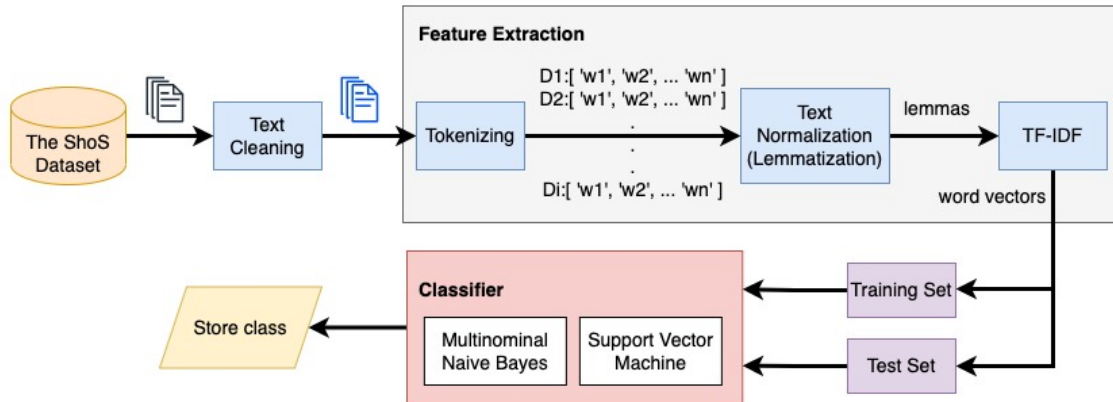 Feature Extraction
D1:[ 'w1', 'w2', ... 'wn' ]
D2:[ 'w1', 'w2', ... 'wn' ]
.
.
.
Di:[ 'w1', 'w2', ... 'wn' ]
The ShoS
Dataset
Text
Cleaning
Tokenizing
Text
Normalization
(Lemmatization)
lemmas
TF-IDF
word vectors
Training Set
Test Set
Classifier
Multinominal
Naive Bayes
Support Vector
Machine
Store class